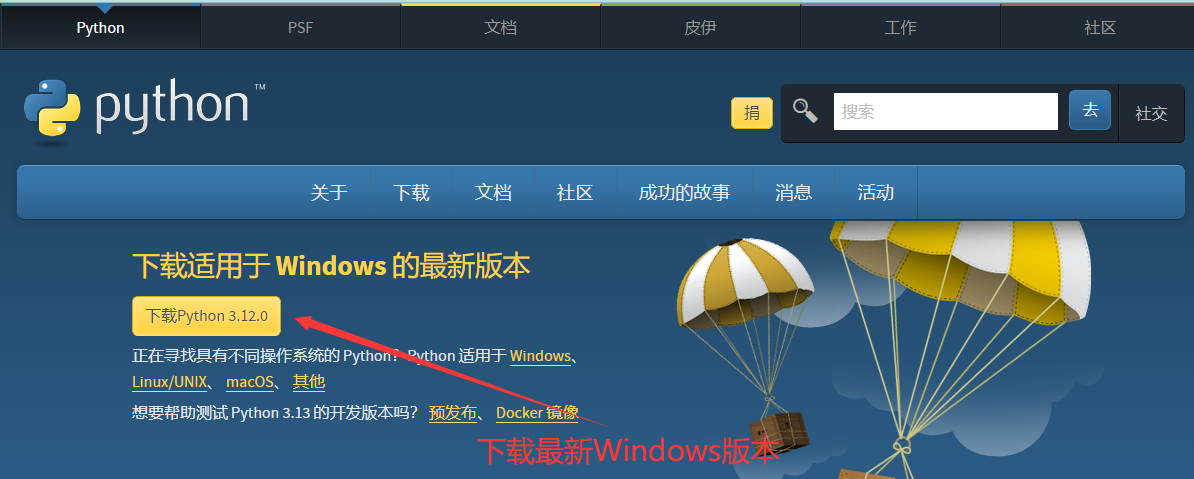 Python PSF 文档 皮伊 工作 社区
python™
捐 搜索 去 社交
关于 下载 文档 社区 成功的故事 消息 活动
下载适用于 Windows 的最新版本
下载Python 3.12.0
正在寻找具有不同操作系统的 Python? Python 适用于 Windows、
Linux/UNIX、 macOS、 其他
想要帮助测试 Python 3.13 的开发版本吗? 预发布、 Docker 镜像
下载最新Windows版本